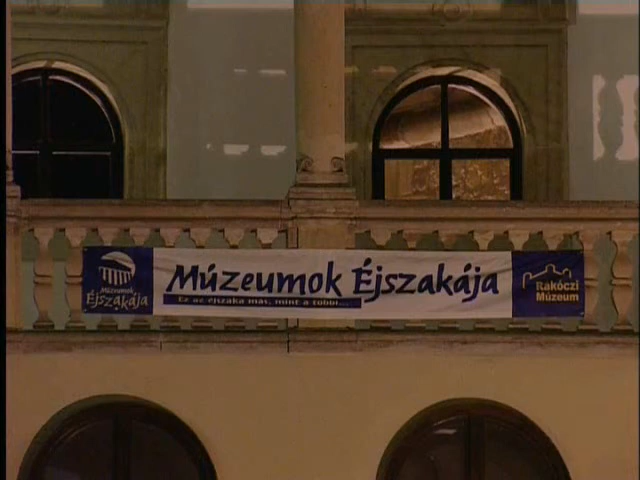 Múzeumok
Éjszakája
Múzeumok Éjszakája
Ez az éjszaka más, mint a többi...
Rákóczi
Múzeum